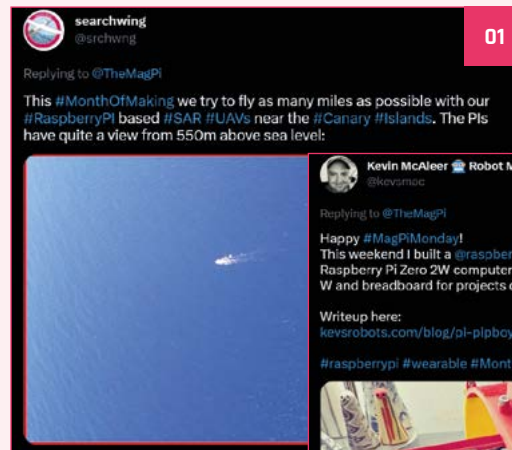 searchwing
@srchwng
01
Replying to @TheMagPi
This #MonthOfMaking we try to fly as many miles as possible with our
#RaspberryPI based #SAR #UAVs near the #Canary #Islands. The PIs
have quite a view from 550m above sea level:
Kevin McAleer Robot M
@kevsmac
Replying to @TheMagPi
Happy #MagPiMonday!
This weekend I built a @raspber
Raspberry Pi Zero 2W computer
W and breadboard for projects o
Writeup here:
kevsrobots.com/blog/pi-pipboy
#raspberrypi #wearable #Mont